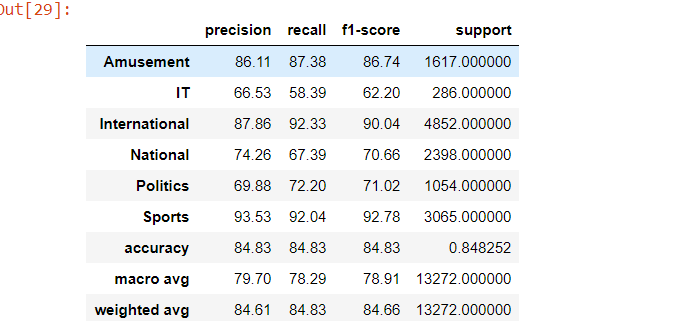 Out[29]:
precision recall f1-score support
Amusement 86.11 87.38 86.74 1617.000000
IT 66.53 58.39 62.20 286.000000
International 87.86 92.33 90.04 4852.000000
National 74.26 67.39 70.66 2398.000000
Politics 69.88 72.20 71.02 1054.000000
Sports 93.53 92.04 92.78 3065.000000
accuracy 84.83 84.83 84.83 0.848252
macro avg 79.70 78.29 78.91 13272.000000
weighted avg 84.61 84.83 84.66 13272.000000